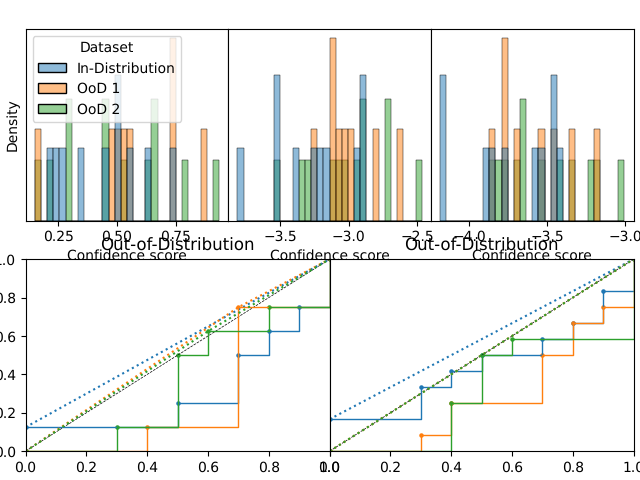 Dataset
In-Distribution
OoD 1
OoD 2
Density
0.25 0.50 0.75 −3.5 −3.0 −2.5 −4.0 −3.5 −3.0
Confidence score Confidence score Confidence score
Out-of-Distribution Out-of-Distribution
1.0
0.8
0.6
0.4
0.2
0.0
0.0 0.2 0.4 0.6 0.8 1.0 0.0 0.2 0.4 0.6 0.8 1.0